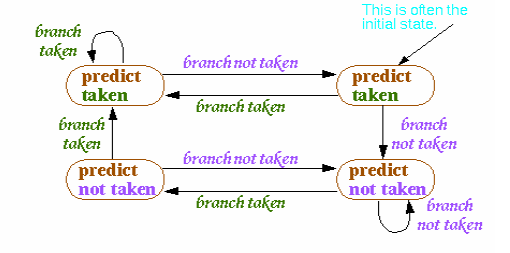 This is often the
initial state.
branch
taken
branch not taken
predict
taken
predict
taken
branch taken
branch
taken
branch
not taken
branch not taken
predict
not taken
predict
not taken
branch taken
branch
not taken